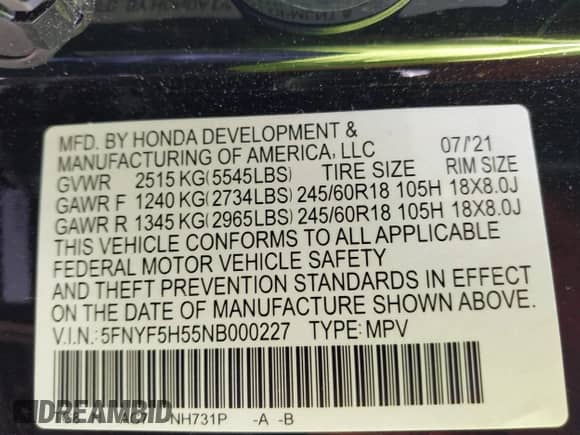 MFD. BY HONDA DEVELOPMENT &
MANUFACTURING OF AMERICA, LLC 07/'21
GVWR 2515 KG(5545LBS) TIRE SIZE RIM SIZE
GAWR F 1240 KG(2734LBS) 245/60R18 105H 18X8.0J
GAWR R 1345 KG(2965LBS) 245/60R18 105H 18X8.0J
THIS VEHICLE CONFORMS TO ALL APPLICABLE
FEDERAL MOTOR VEHICLE SAFETY
AND THEFT PREVENTION STANDARDS IN EFFECT
ON THE DATE OF MANUFACTURE SHOWN ABOVE.
V.I.N.: 5FNYF5H55NB000227 TYPE: MPV
NH731P -A -B
DREAMBID